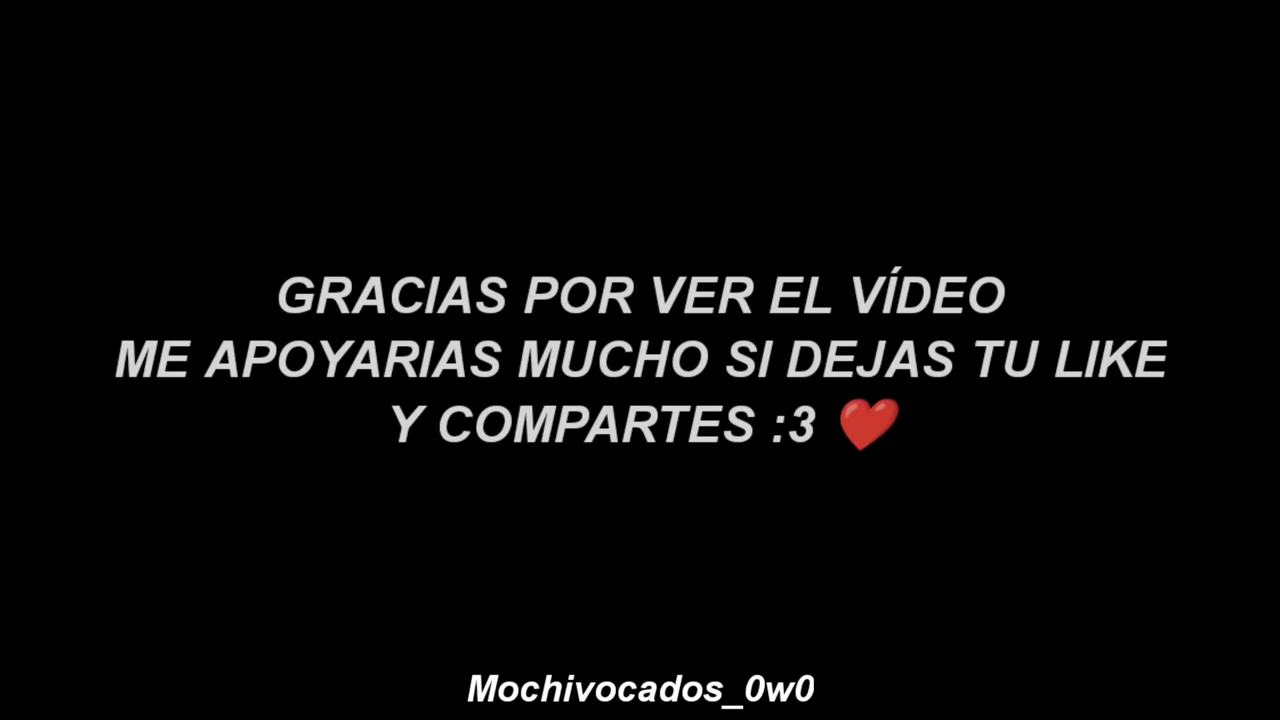 GRACIAS POR VER EL VÍDEO
ME APOYARIAS MUCHO SI DEJAS TU LIKE
Y COMPARTES :3 ❤️
Mochivocados_0w0